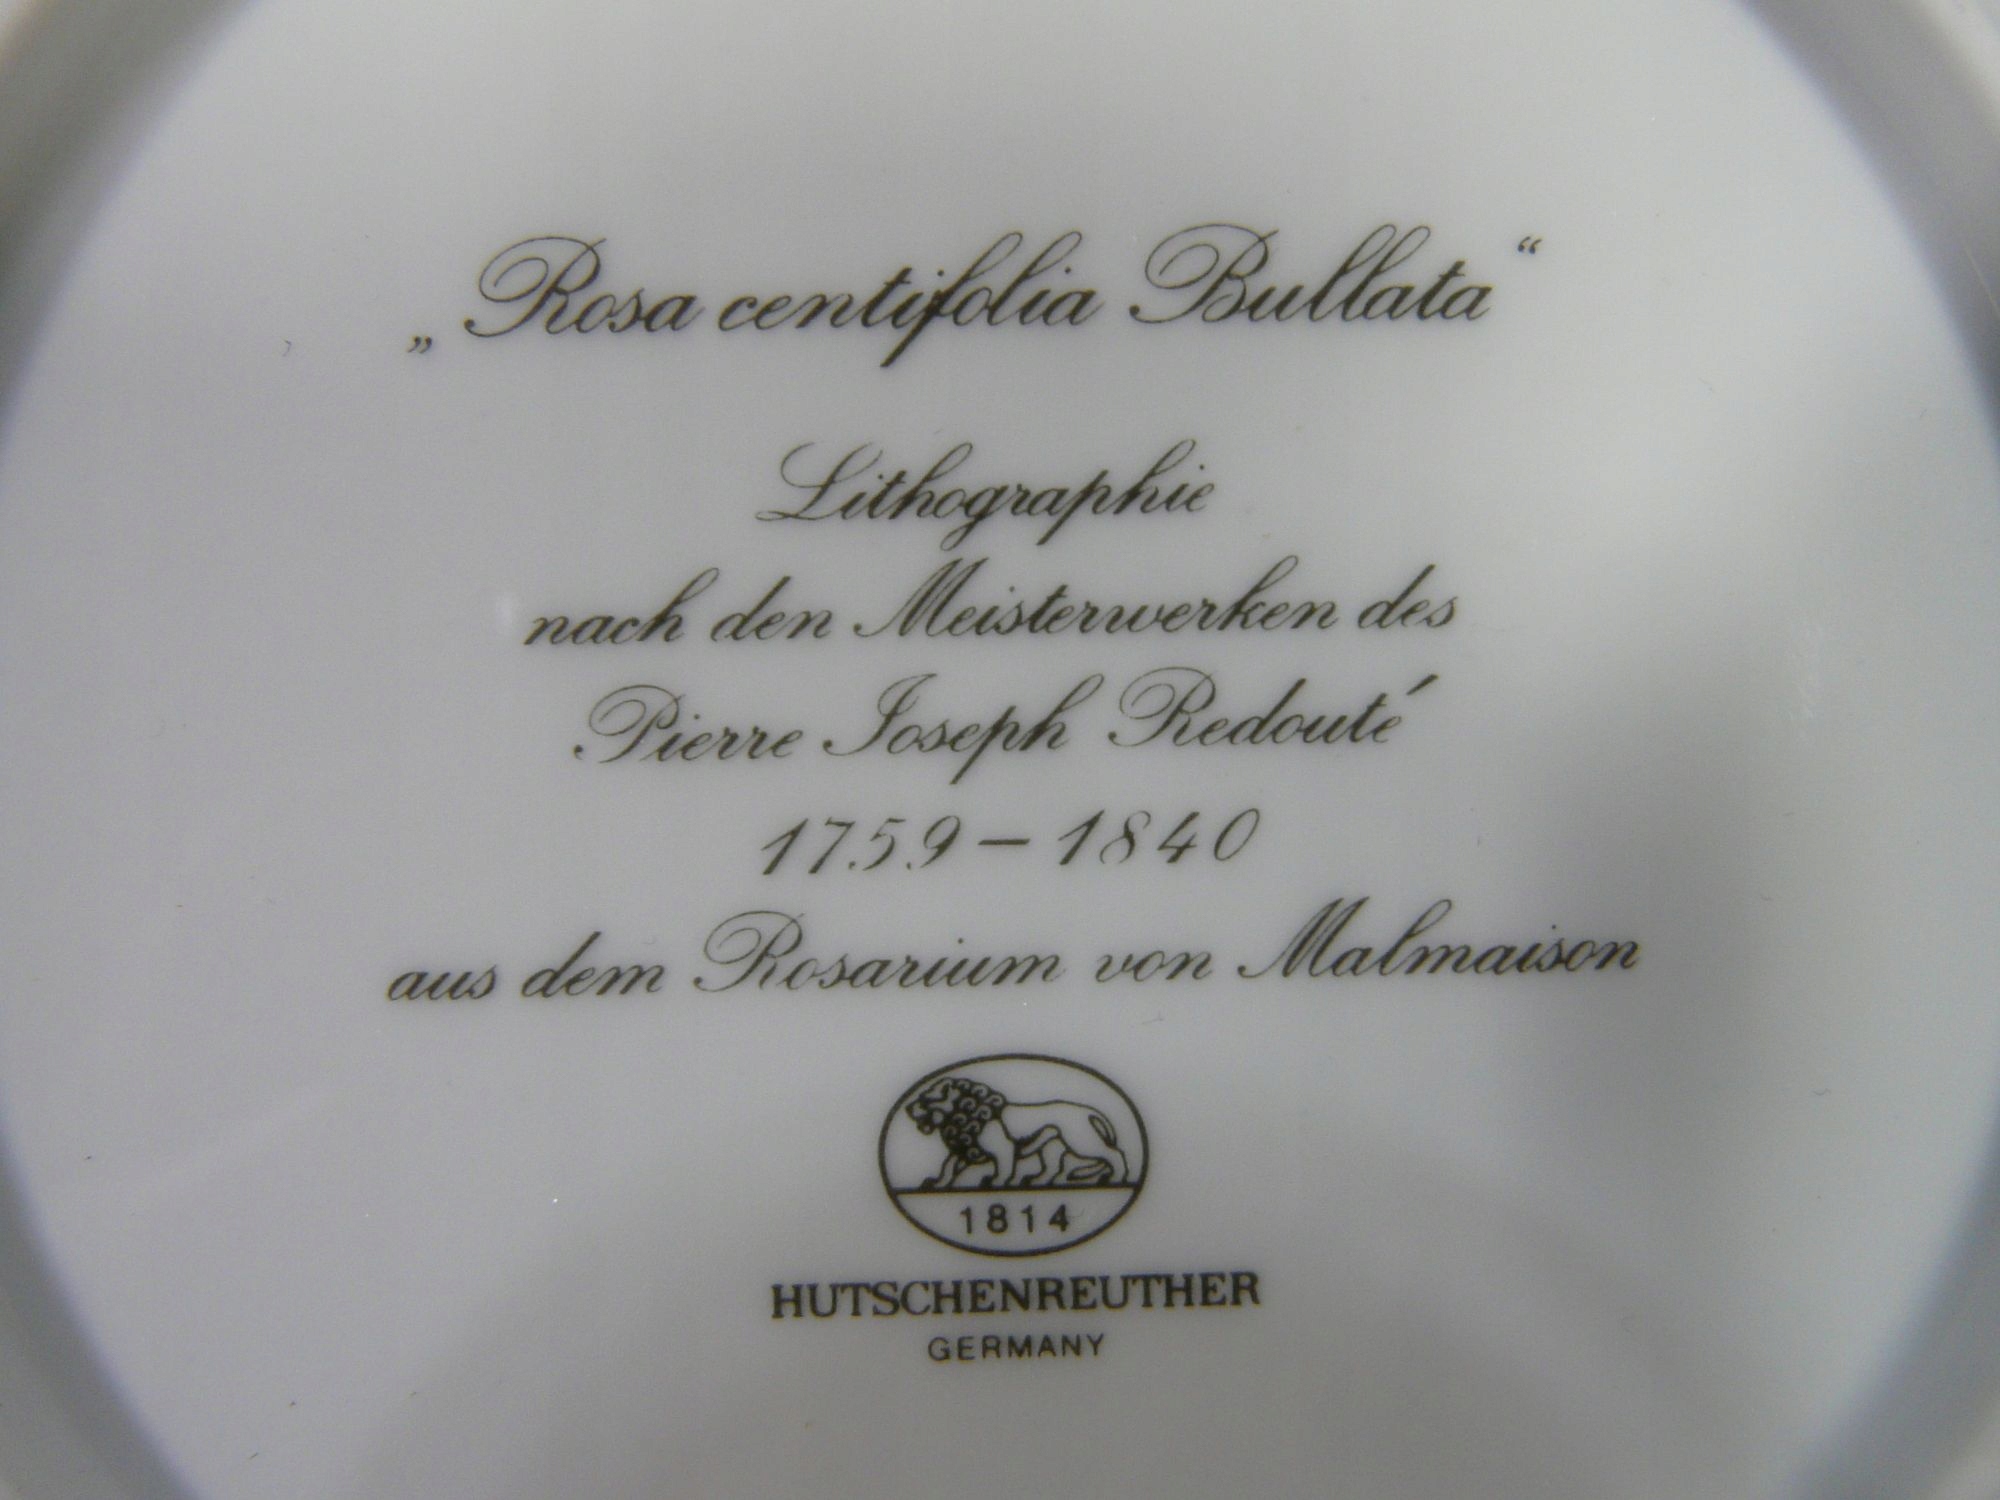 „Rosa centifolia Bullata“
Lithographie
nach den Meisterwerken des
Pierre Joseph Redouté
1759 – 1840
aus dem Rosarium von Malmaison
1814
HUTSCHENREUTHER
GERMANY